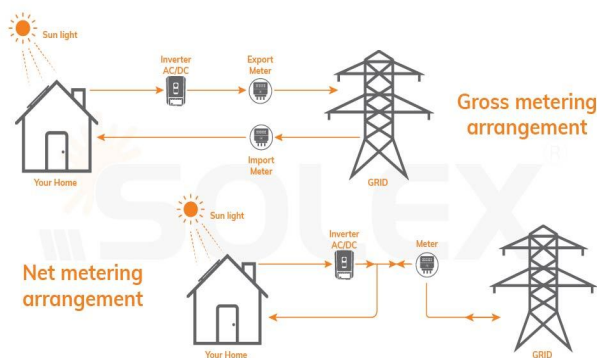 Sun light
Inverter
AC/DC
Export
Meter
Gross metering
arrangement
Import
Meter
Your Home
GRID
SOLEX
R
Sun light
Inverter
AC/DC
Meter
Net metering
arrangement
Your Home
GRID